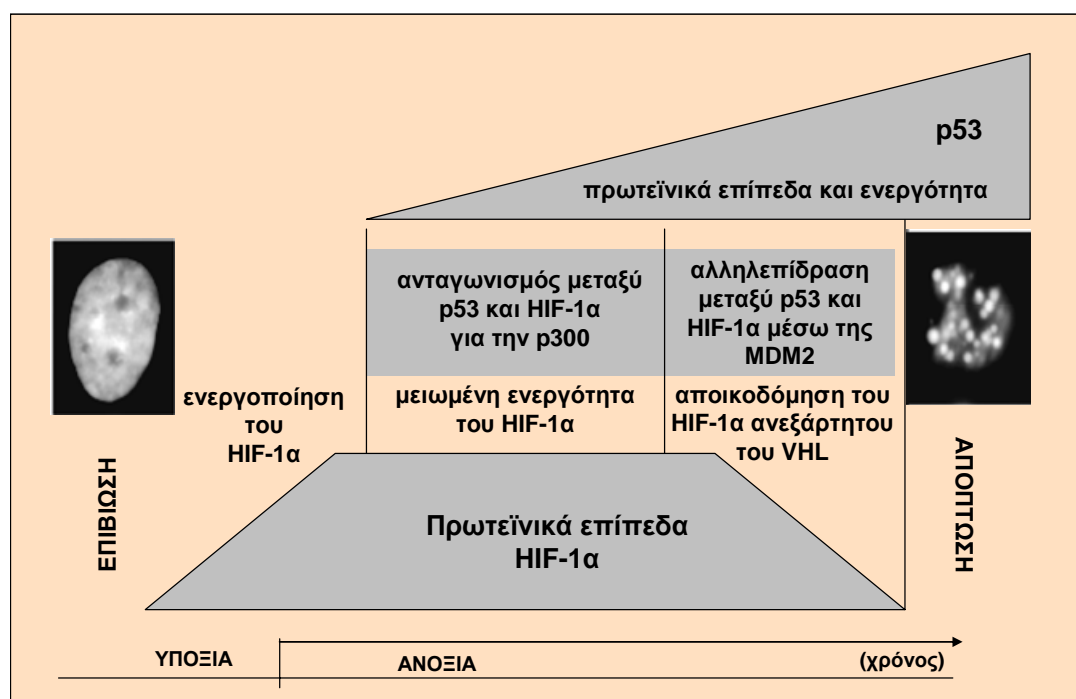 p53
πρωτεϊνικά επίπεδα και ενεργότητα
ανταγωνισμός μεταξύ
p53 και HIF-1α
για την p300
αλληλεπίδραση
μεταξύ p53 και
HIF-1α μέσω της
MDM2
ενεργοποίηση
του
HIF-1α
μειωμένη ενεργότητα
του HIF-1α
αποικοδόμηση του
HIF-1α ανεξάρτητου
του VHL
ΕΠΙΒΙΩΣΗ
ΑΠΟΠΤΩΣΗ
Πρωτεϊνικά επίπεδα
HIF-1α
ΥΠΟΞΙΑ
ΑΝΟΞΙΑ
(χρόνος)